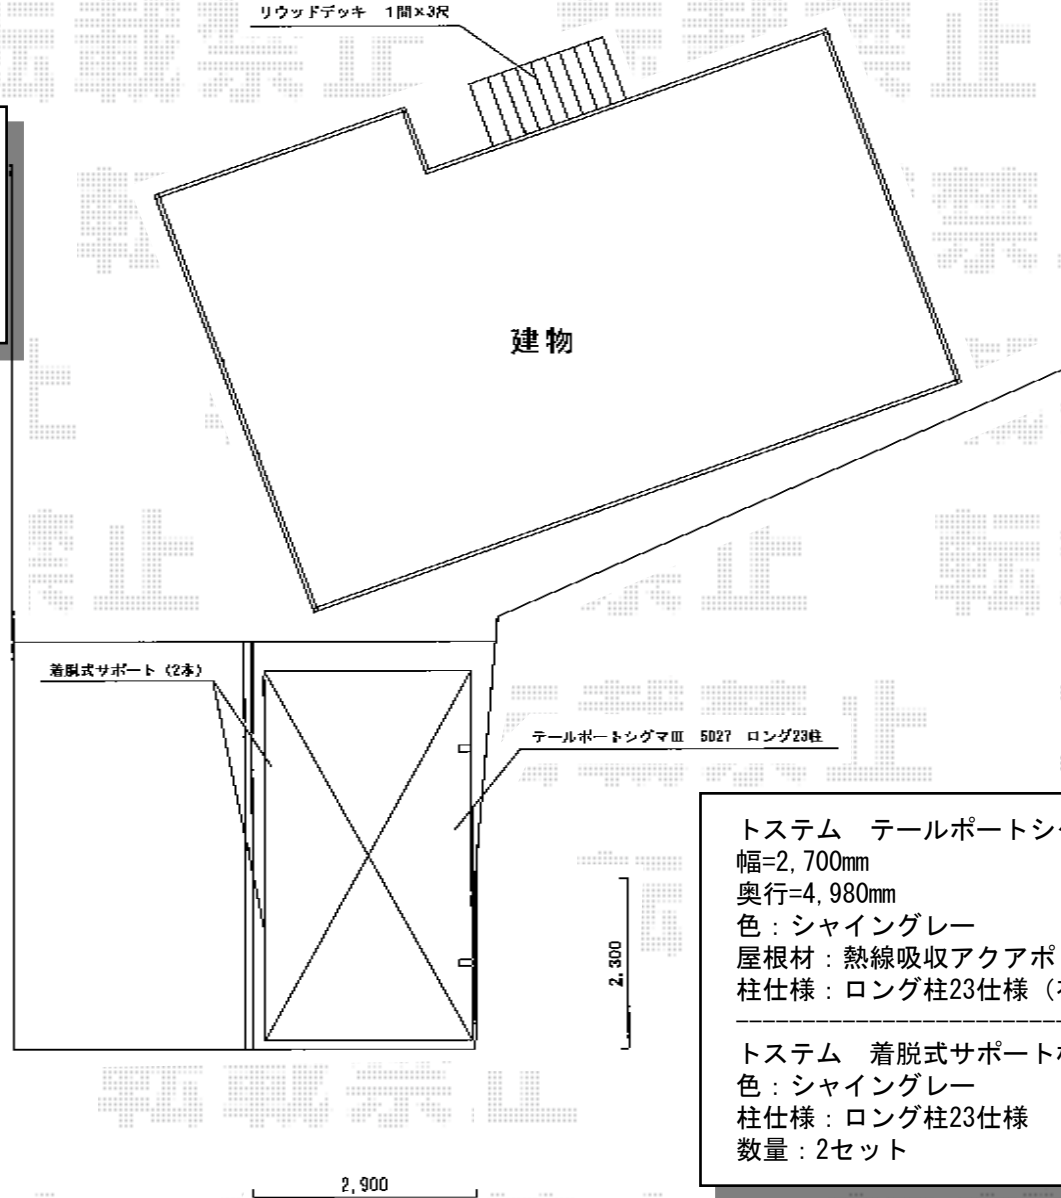 リウッドデッキ 1間×3尺
建物
着脱式サポート (2本)
テールポートシグマⅢ 5D27 ロング23柱
2,300
2,900
トステム テールポートシ
幅=2,700mm
奥行=4,980mm
色：シャイングレー
屋根材：熱線吸収アクアポ
柱仕様：ロング柱23仕様（
トステム 着脱式サポート
色：シャイングレー
柱仕様：ロング柱23仕様
数量：2セット
転載禁止